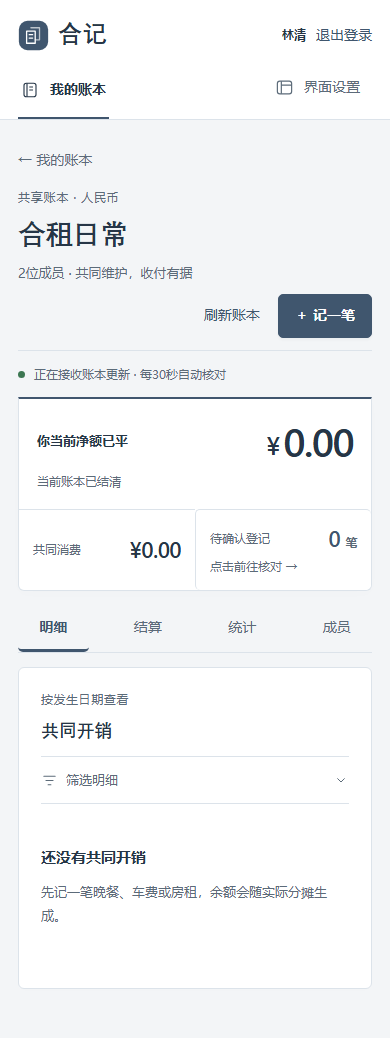 合记
林清 退出登录
我的账本
界面设置
← 我的账本
共享账本 · 人民币
合租日常
2位成员 · 共同维护，收付有据
刷新账本
+ 记一笔
正在接收账本更新 · 每30秒自动核对
你当前净额已平
¥0.00
当前账本已结清
共同消费
¥0.00
待确认登记
0 笔
点击前往核对 →
明细 结算 统计 成员
按发生日期查看
共同开销
筛选明细
还没有共同开销
先记一笔晚餐、车费或房租，余额会随实际分摊生
成。